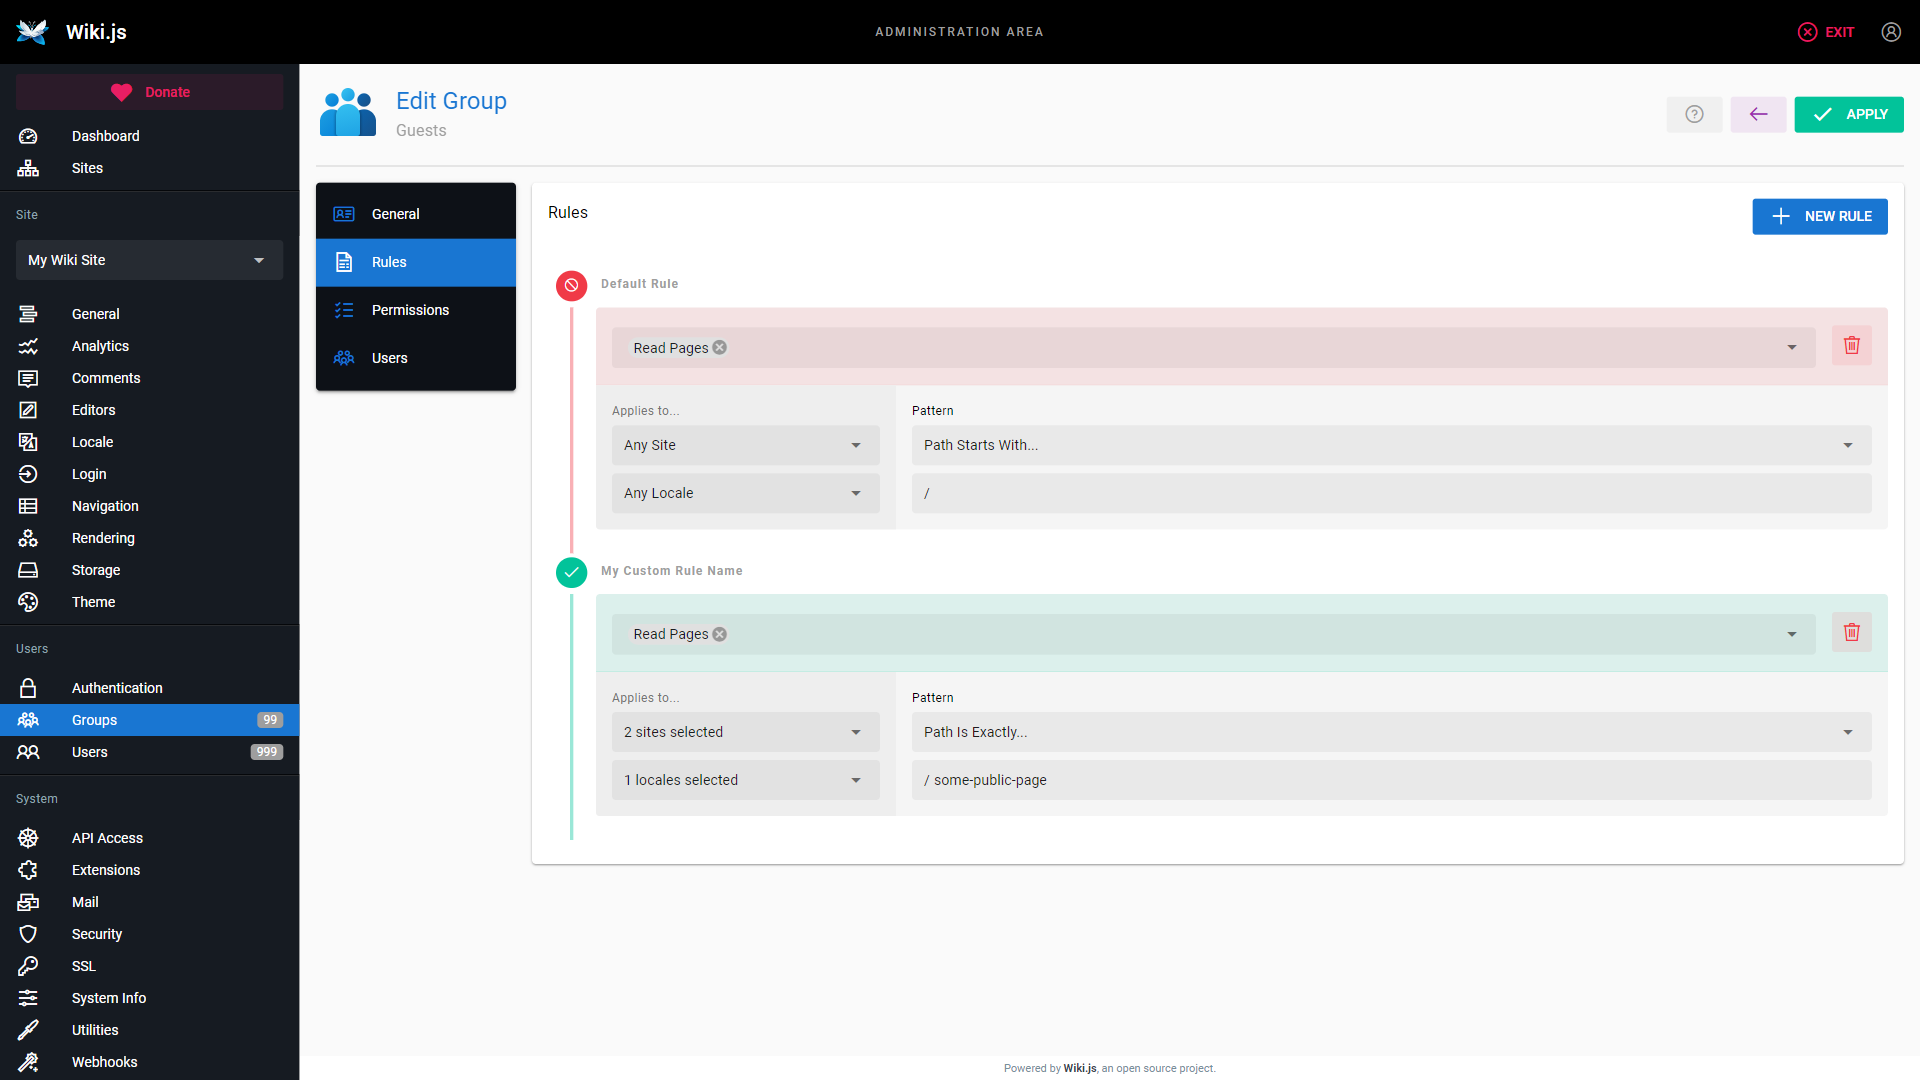 Wiki.js
ADMINISTRATION AREA
EXIT
Donate
Dashboard
Sites
Site
My Wiki Site
General
Analytics
Comments
Editors
Locale
Login
Navigation
Rendering
Storage
Theme
Users
Authentication
Groups 99
Users 999
System
API Access
Extensions
Mail
Security
SSL
System Info
Utilities
Webhooks
Edit Group
Guests
APPLY
General
Rules
Permissions
Users
Rules
NEW RULE
Default Rule
Read Pages
Applies to...
Any Site
Any Locale
Pattern
Path Starts With...
/
My Custom Rule Name
Read Pages
Applies to...
2 sites selected
1 locales selected
Pattern
Path Is Exactly...
/ some-public-page
Powered by Wiki.js, an open source project.